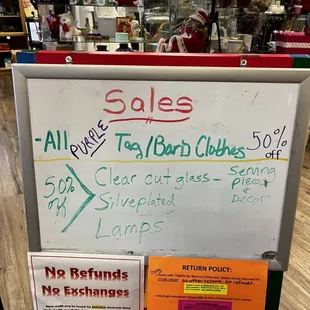 Sales
-All PURPLE Tag/Barb Clothes 50% off
50% off
Clear cut glass - Serving pieces & Decor
Silveplated
Lamps
No Refunds
No Exchanges
RETURN POLICY: